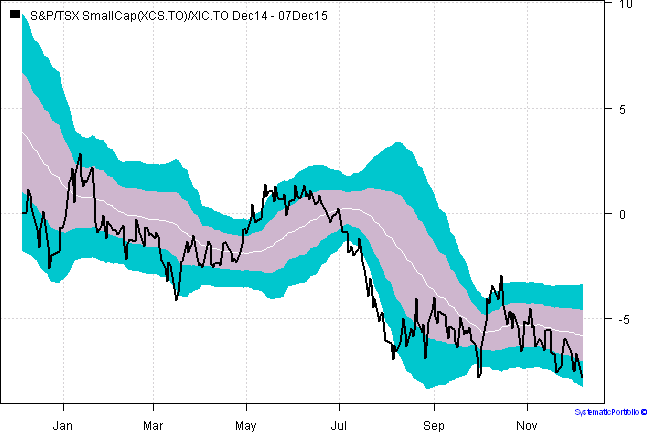 S&P/TSX SmallCap(XCS.TO)/XIC.TO Dec14 - 07Dec15
10
5
0
-5
Jan Mar May Jul Sep Nov
SystematicPortfolio ©